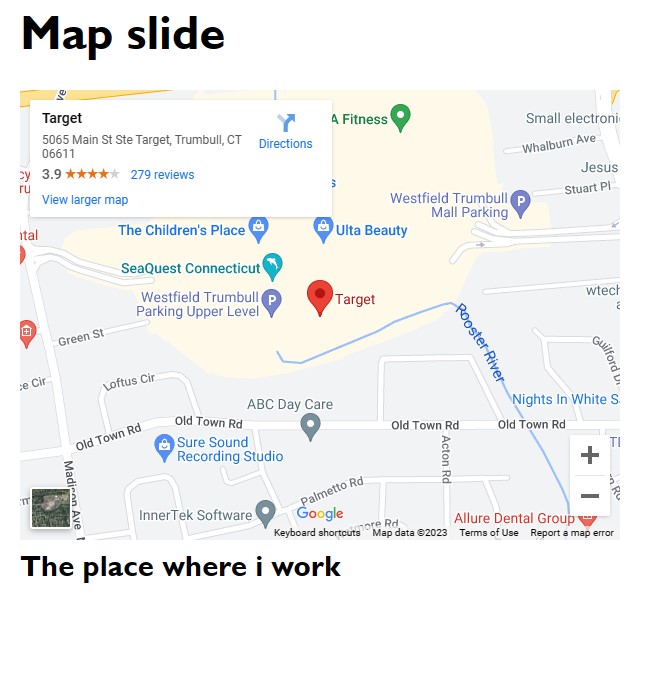 Map slide
Target
5065 Main St Ste Target, Trumbull, CT
06611
3.9
279 reviews
View larger map
Directions
A Fitness
Small electroni
Whalburn Ave
Jesus
Stuart Pl
Westfield Trumbull
Mall Parking
P
The Children's Place
Ulta Beauty
SeaQuest Connecticut
Westfield Trumbull
Parking Upper Level
P
Target
wtech
Rooster River
Green St
Guilford D
ce Cir
Loftus Cir
ABC Day Care
Nights In White S
Old Town Rd
Old Town Rd
Old Town Rd
Old Town Rd
Sure Sound
Recording Studio
Acton Rd
Madison Ave
Palmetto Rd
InnerTek Software
Google
more Rd
Allure Dental Group
Keyboard shortcuts
Map data ©2023
Terms of Use
Report a map error
The place where i work